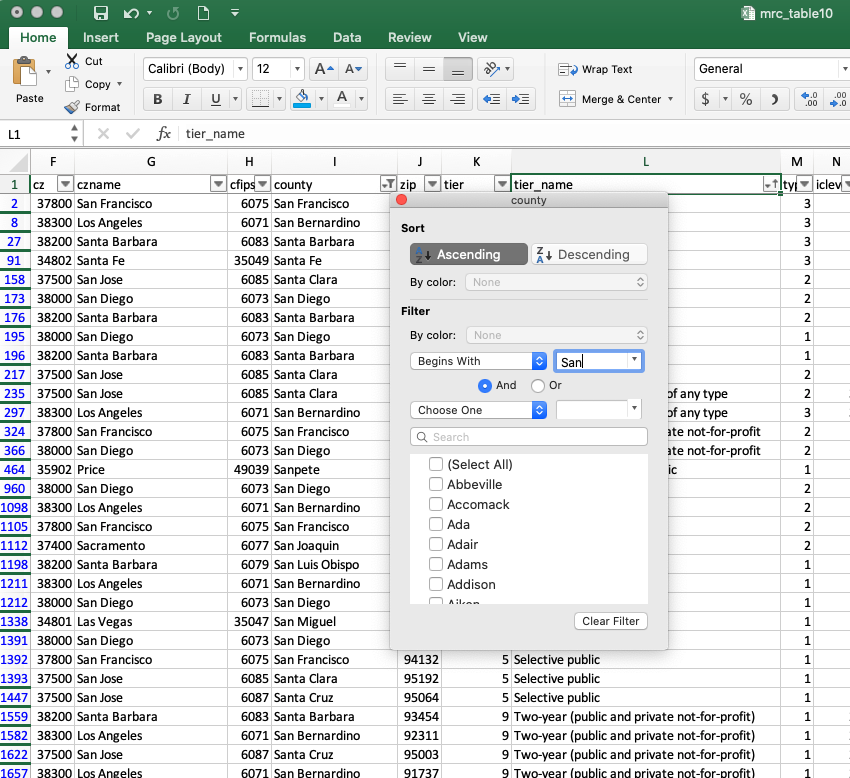 mrc_table10
Home Insert Page Layout Formulas Data Review View
Paste
Cut
Copy
Format
Calibri (Body) 12 A A
B I U A
Wrap Text
Merge & Center
General
$ % ) .0 .00 .00 .0
L1 fx tier_name
F G H I J K L M N
1 cz czname cfips county zip tier tier_name iclev
2 37800 San Francisco 6075 San Francisco 3
8 38300 Los Angeles 6071 San Bernardino 3
27 38200 Santa Barbara 6083 Santa Barbara 3
91 34802 Santa Fe 35049 Santa Fe 3
158 37500 San Jose 6085 Santa Clara 2
173 38000 San Diego 6073 San Diego 2
176 38200 Santa Barbara 6083 Santa Barbara 2
195 38000 San Diego 6073 San Diego 1
196 38200 Santa Barbara 6083 Santa Barbara 2
217 37500 San Jose 6085 Santa Clara 2
235 37500 San Jose 6085 Santa Clara of any type 2
297 38300 Los Angeles 6071 San Bernardino of any type 3
324 37800 San Francisco 6075 San Francisco ate not-for-profit 2
366 38000 San Diego 6073 San Diego ate not-for-profit 2
464 35902 Price 49039 Sanpete ic 1
960 38000 San Diego 6073 San Diego 2
1098 38300 Los Angeles 6071 San Bernardino 2
1105 37800 San Francisco 6075 San Francisco 2
1112 37400 Sacramento 6077 San Joaquin 2
1198 38200 Santa Barbara 6079 San Luis Obispo 1
1211 38300 Los Angeles 6071 San Bernardino 1
1212 38000 San Diego 6073 San Diego 1
1338 34801 Las Vegas 35047 San Miguel 1
1391 38000 San Diego 6073 San Diego 1
1392 37800 San Francisco 6075 San Francisco 94132 5 Selective public 1
1393 37500 San Jose 6085 Santa Clara 95192 5 Selective public 1
1447 37500 San Jose 6087 Santa Cruz 95064 5 Selective public 1
1559 38200 Santa Barbara 6083 Santa Barbara 93454 9 Two-year (public and private not-for-profit) 1
1582 38300 Los Angeles 6071 San Bernardino 92311 9 Two-year (public and private not-for-profit) 1
1622 37500 San Jose 6087 Santa Cruz 95003 9 Two-year (public and private not-for-profit) 1
1657 38300 Los Angeles 6071 San Bernardino 91737 9 Two-year (public and private not-for-profit) 1
county
Sort
A Z Ascending Z A Descending
By color: None
Filter
By color: None
Begins With San
And Or
Choose One
Search
(Select All)
Abbeville
Accomack
Ada
Adair
Adams
Addison
Aiken
Clear Filter